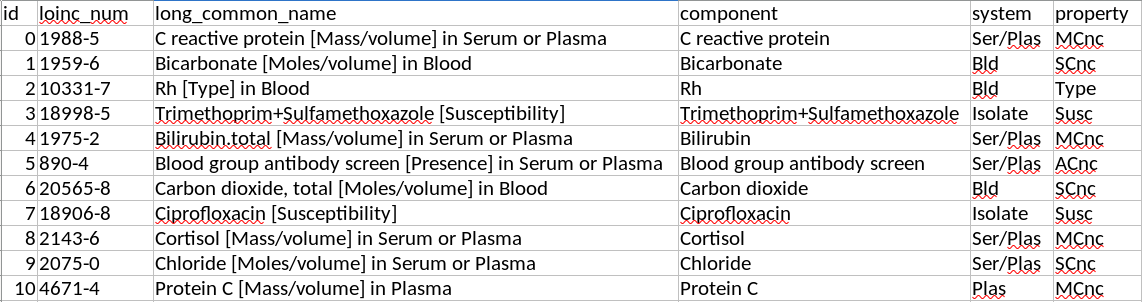 id loinc_num long_common_name component system property
0 1988-5 C reactive protein [Mass/volume] in Serum or Plasma C reactive protein Ser/Plas MCnc
1 1959-6 Bicarbonate [Moles/volume] in Blood Bicarbonate Bld SCnc
2 10331-7 Rh [Type] in Blood Rh Bld Type
3 18998-5 Trimethoprim+Sulfamethoxazole [Susceptibility] Trimethoprim+Sulfamethoxazole Isolate Susc
4 1975-2 Bilirubin.total [Mass/volume] in Serum or Plasma Bilirubin Ser/Plas MCnc
5 890-4 Blood group antibody screen [Presence] in Serum or Plasma Blood group antibody screen Ser/Plas ACnc
6 20565-8 Carbon dioxide, total [Moles/volume] in Blood Carbon dioxide Bld SCnc
7 18906-8 Ciprofloxacin [Susceptibility] Ciprofloxacin Isolate Susc
8 2143-6 Cortisol [Mass/volume] in Serum or Plasma Cortisol Ser/Plas MCnc
9 2075-0 Chloride [Moles/volume] in Serum or Plasma Chloride Ser/Plas SCnc
10 4671-4 Protein C [Mass/volume] in Plasma Protein C Plas MCnc